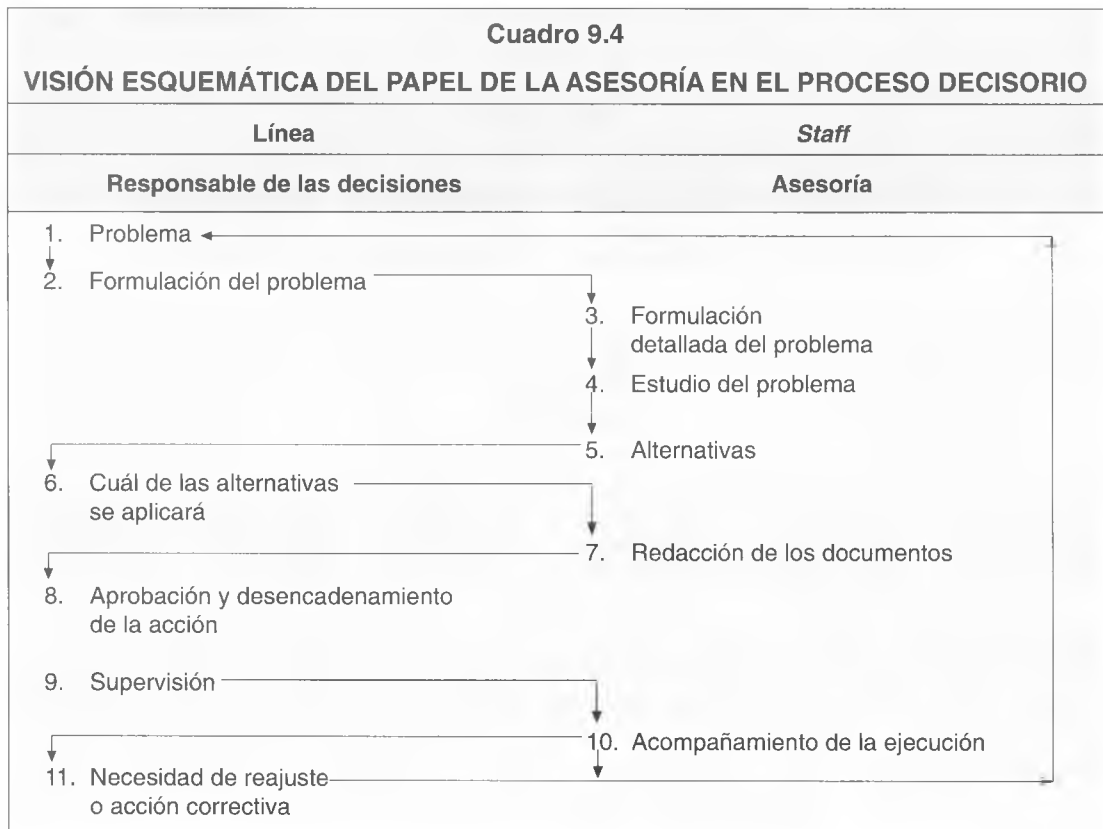 Cuadro 9.4
VISIÓN ESQUEMÁTICA DEL PAPEL DE LA ASESORÍA EN EL PROCESO DECISORIO
Línea
Staff
Responsable de las decisiones
Asesoría
1. Problema
2. Formulación del problema
3. Formulación
detallada del problema
4. Estudio del problema
5. Alternativas
6. Cuál de las alternativas
se aplicará
7. Redacción de los documentos
8. Aprobación y desencadenamiento
de la acción
9. Supervisión
10. Acompañamiento de la ejecución
11. Necesidad de reajuste
o acción correctiva